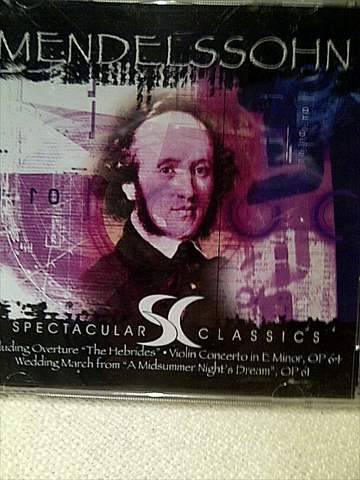 MENDELSSOHN
10
SC
SPECTACULAR CLASSICS
luding Overture "The Hebrides" • Violin Concerto in E Minor, OP 64
Wedding March from "A Midsummer Night's Dream", OP 61